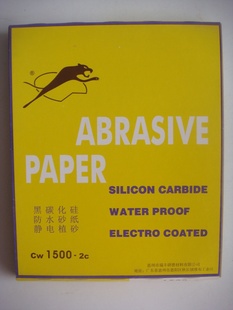 ABRASIVE
PAPER
SILICON CARBIDE
WATER PROOF
ELECTRO COATED
黑碳化硅
防水砂纸
静电植砂
CW 1500-2c